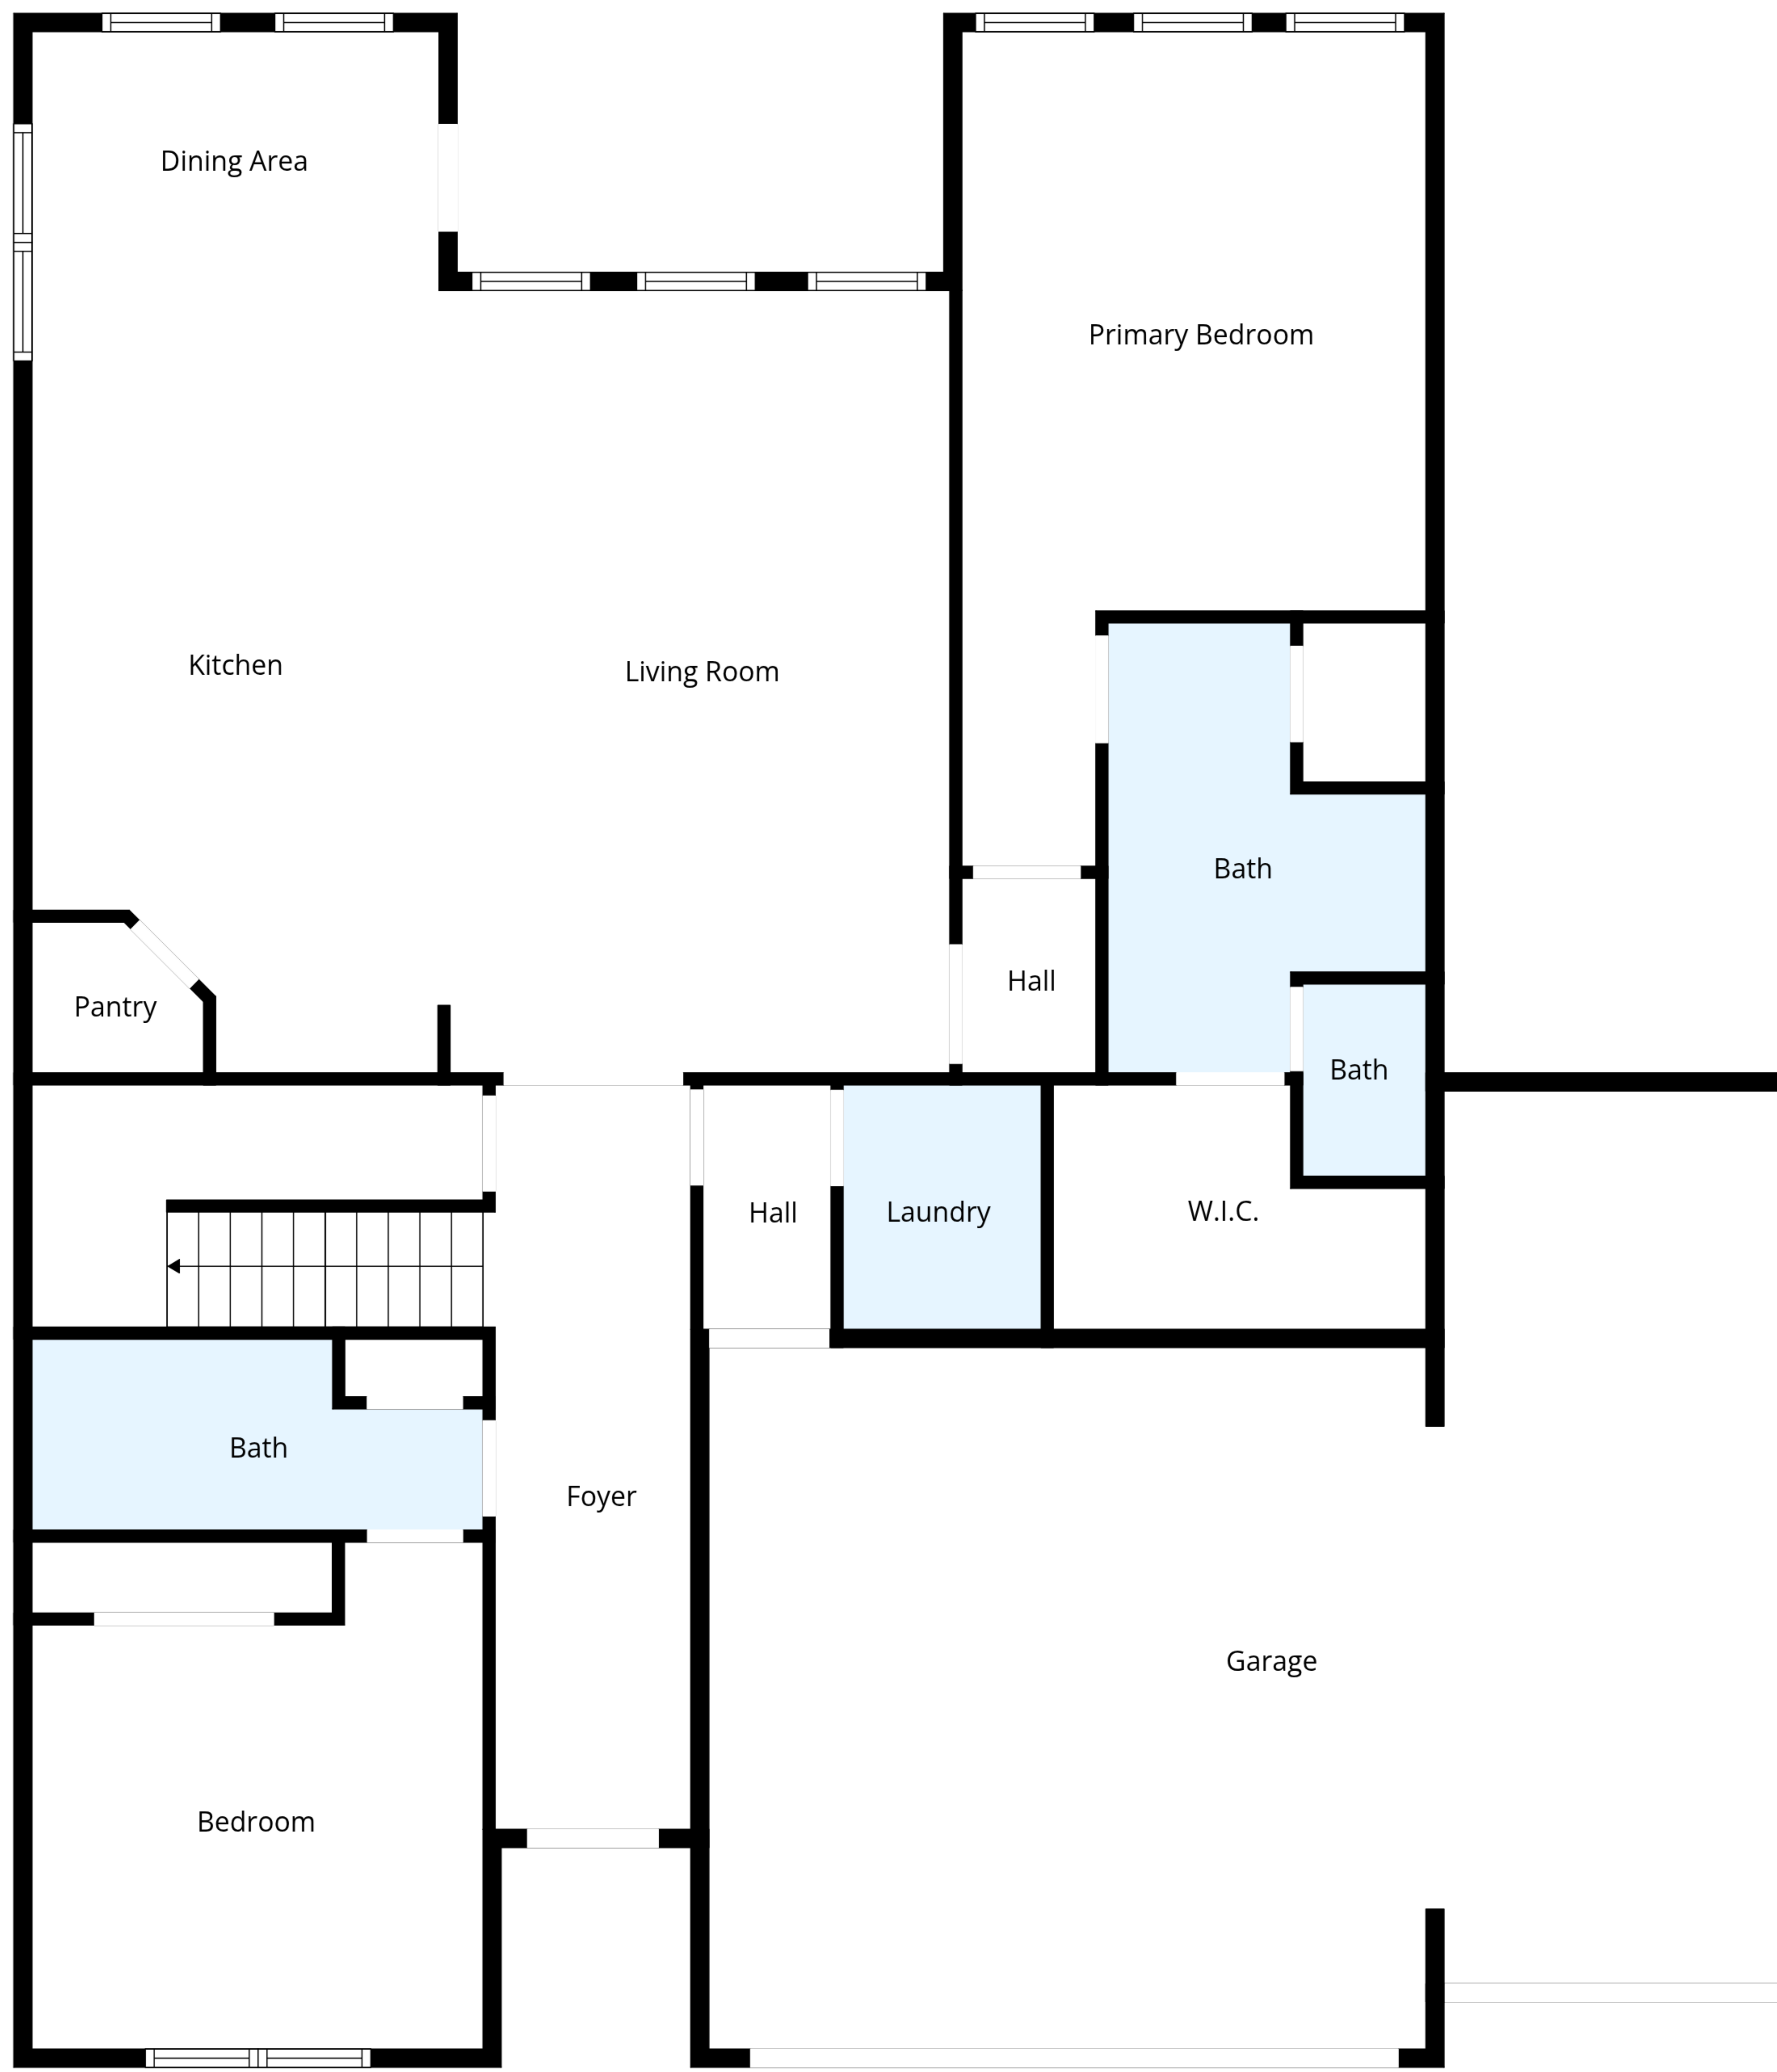 Dining Area
Primary Bedroom
Kitchen
Living Room
Bath
Hall
Pantry
Bath
Hall
Laundry
W.I.C.
Bath
Foyer
Garage
Bedroom